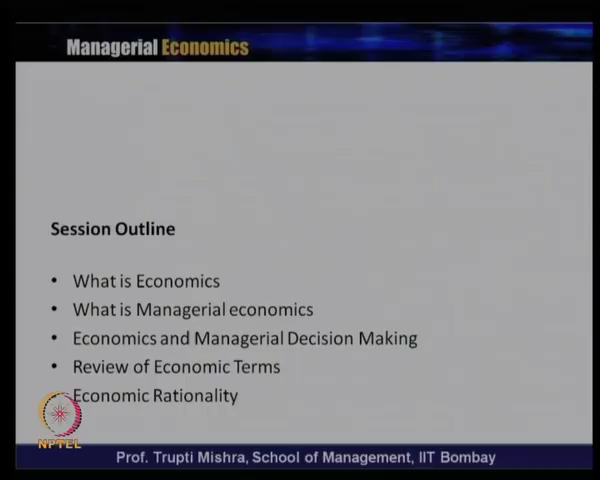 Managerial Economics
Session Outline
• What is Economics
• What is Managerial economics
• Economics and Managerial Decision Making
• Review of Economic Terms
Economic Rationality
NPTEL
Prof. Trupti Mishra, School of Management, IIT Bombay